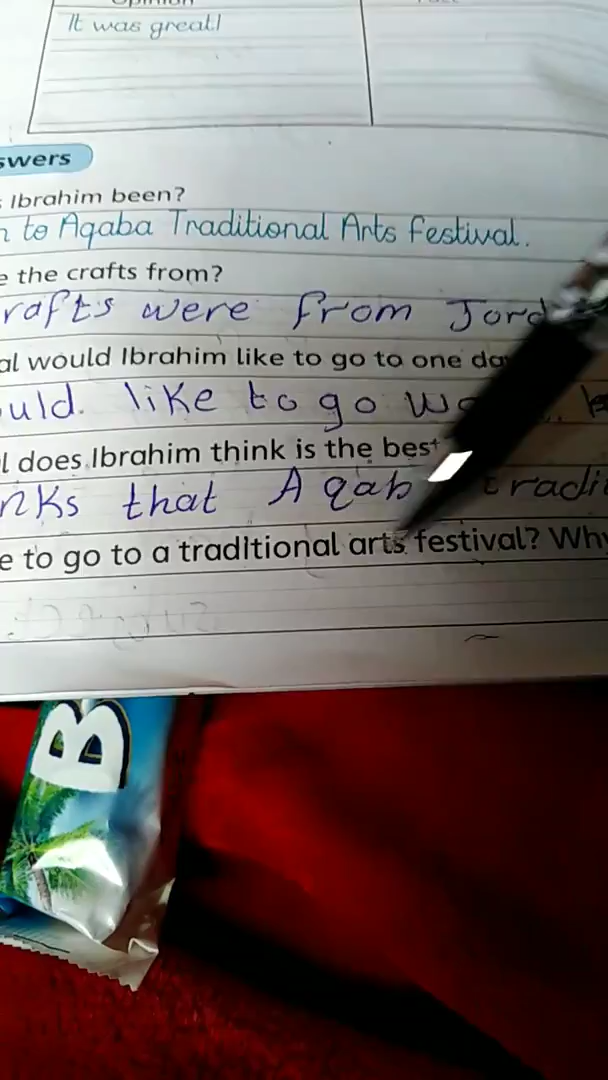 It was great!
swers
Ibrahim been?
n to Aqaba Traditional Arts Festival.
e the crafts from?
rafts were from Jord
al would Ibrahim like to go to one da
ould like to go
l does Ibrahim think is the best
nks that Aqab tradi
e to go to a traditional arts festival? Why
B